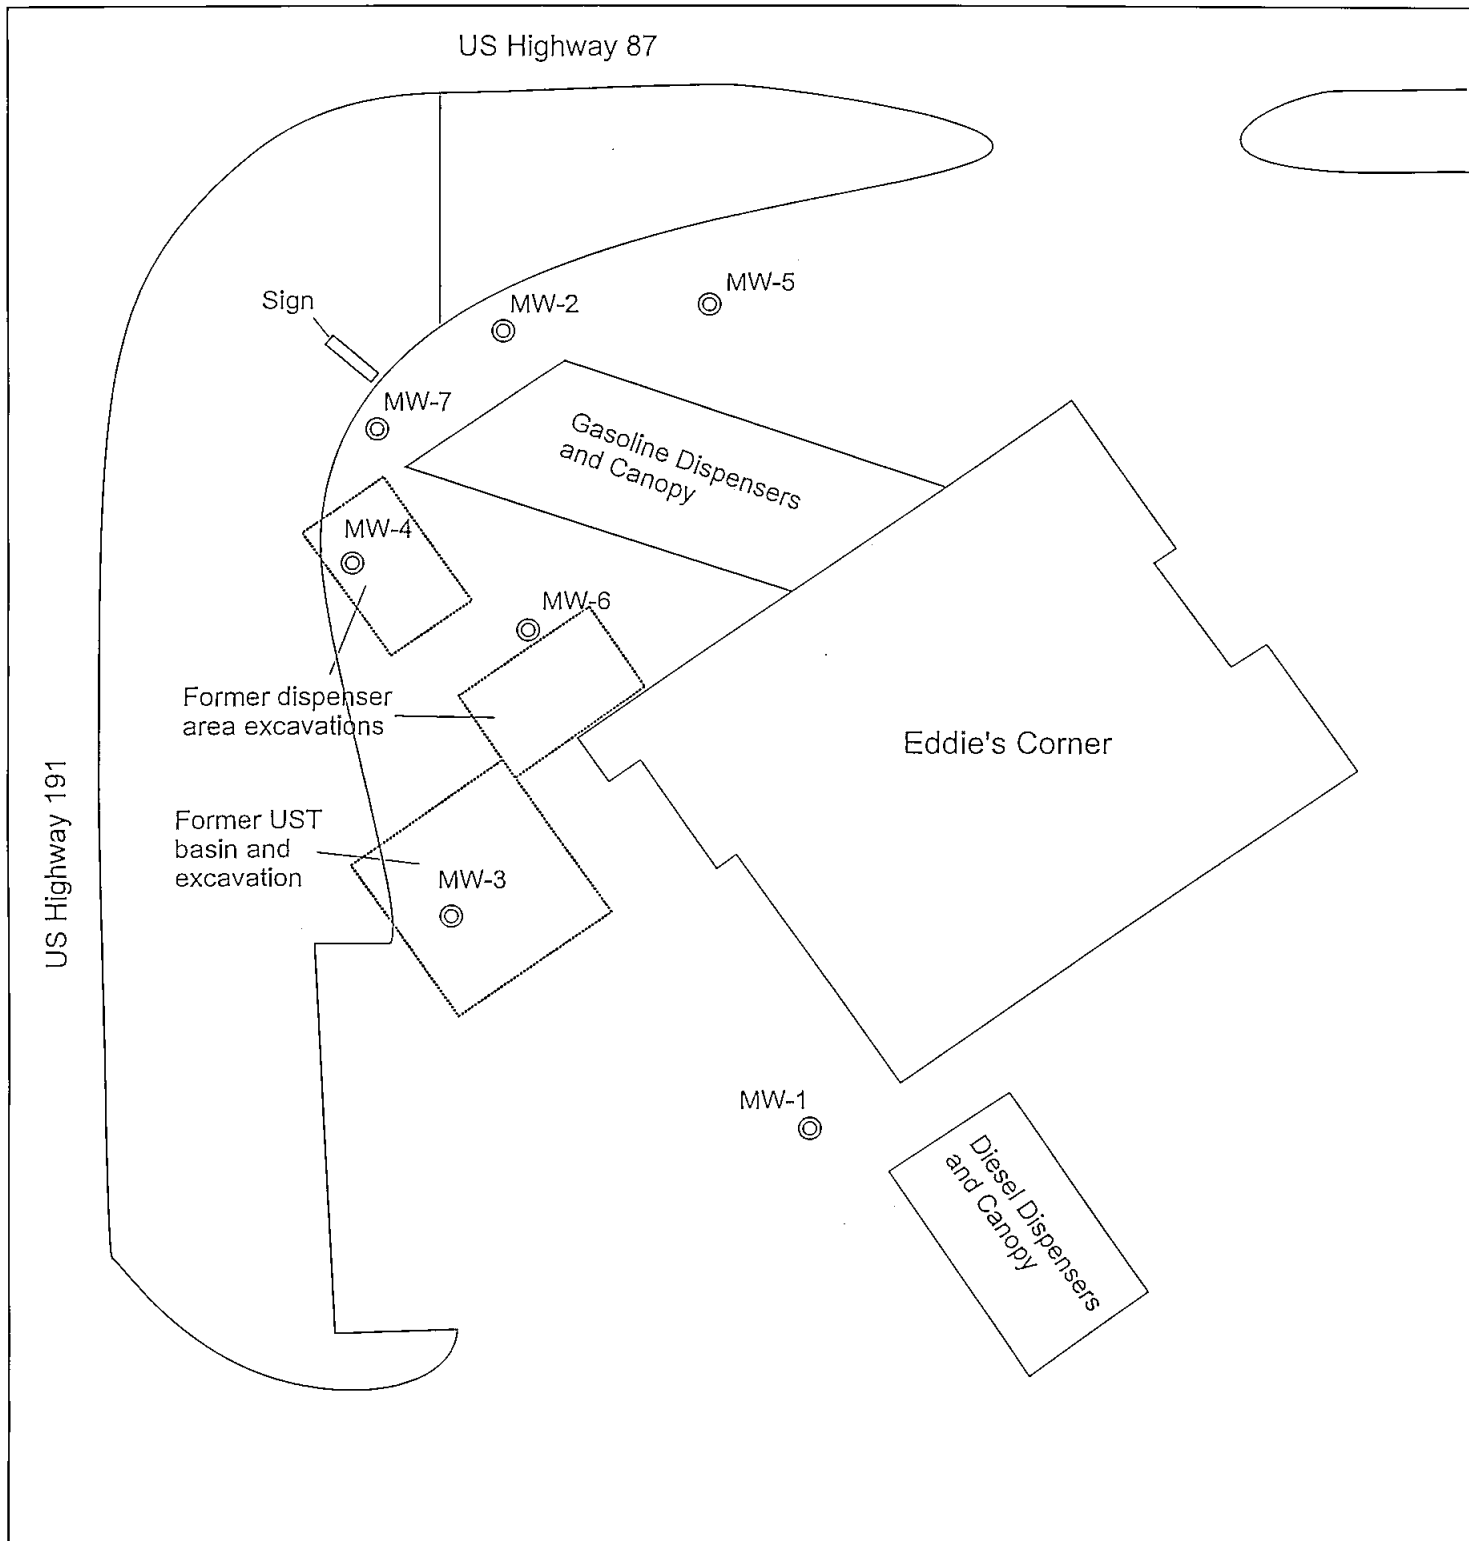 US Highway 87
MW-5
MW-2
Sign
MW-7
Gasoline Dispensers
and Canopy
MW-4
MW-6
Former dispenser
area excavations
Eddie's Corner
US Highway 191
Former UST
basin and
excavation
MW-3
MW-1
Diesel Dispensers
and Canopy